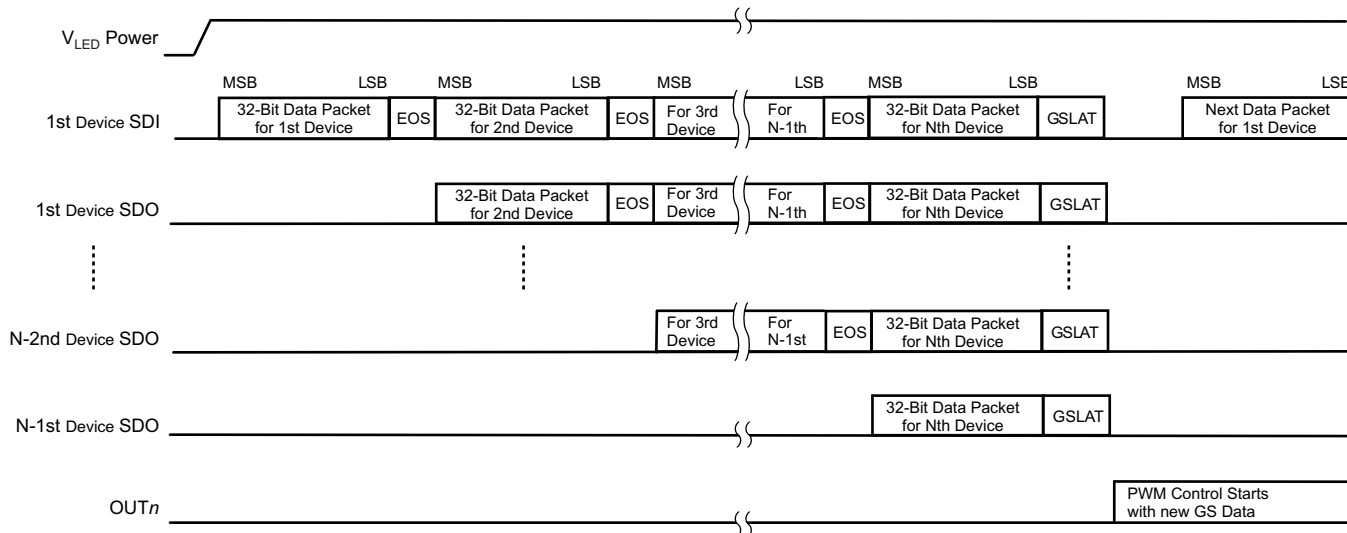 V_LED Power
MSB LSB MSB LSB MSB LSB MSB LSB MSB LSB
1st Device SDI
32-Bit Data Packet
for 1st Device
EOS
32-Bit Data Packet
for 2nd Device
EOS
For 3rd
Device
For
N-1th
EOS
32-Bit Data Packet
for Nth Device
GSLAT
Next Data Packet
for 1st Device
1st Device SDO
32-Bit Data Packet
for 2nd Device
EOS
For 3rd
Device
For
N-1th
EOS
32-Bit Data Packet
for Nth Device
GSLAT
N-2nd Device SDO
For 3rd
Device
For
N-1st
EOS
32-Bit Data Packet
for Nth Device
GSLAT
N-1st Device SDO
32-Bit Data Packet
for Nth Device
GSLAT
OUTn
PWM Control Starts
with new GS Data